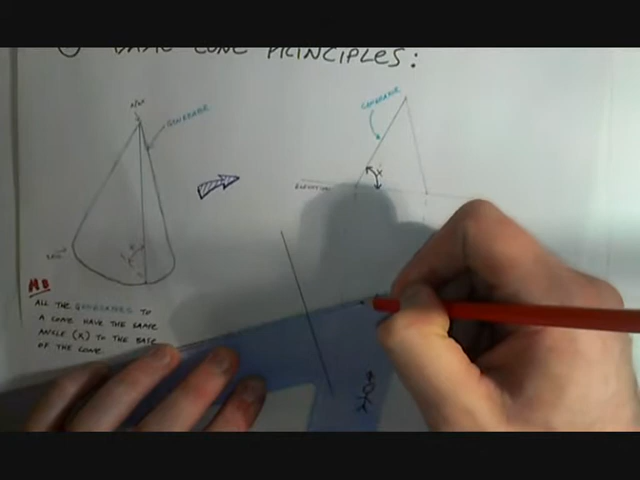 BASIC CONE PRINCIPLES:
APEX
GENERATOR
GENERATOR
X
ELEVATION
NB
ALL THE GENERATORS TO
A CONE HAVE THE SAME
ANGLE (X) TO THE BASE
OF THE CONE.